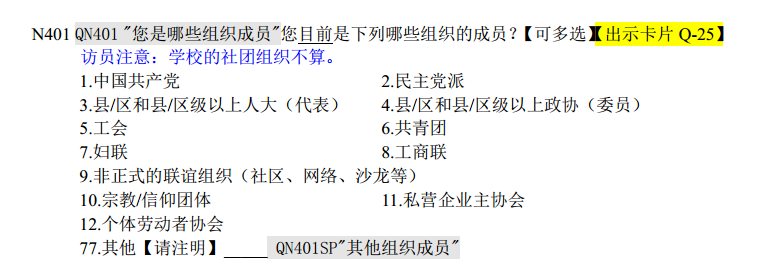 N401 QN401 "您是哪些组织成员"您目前是下列哪些组织的成员？【可多选】【出示卡片 Q-25】
访员注意：学校的社团组织不算。
1.中国共产党 2.民主党派
3.县/区和县/区级以上人大（代表） 4.县/区和县/区级以上政协（委员）
5.工会 6.共青团
7.妇联 8.工商联
9.非正式的联谊组织（社区、网络、沙龙等）
10.宗教/信仰团体 11.私营企业主协会
12.个体劳动者协会
77.其他【请注明】_____ QN401SP"其他组织成员"